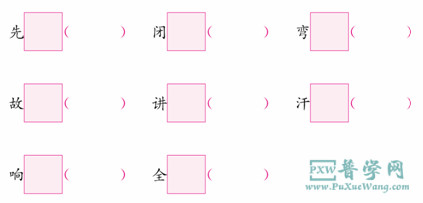 先□( ) 闭□( ) 弯□( )
故□( ) 讲□( ) 汗□( )
响□( ) 全□( )
PXW 普学网
www.PuXueWang.com